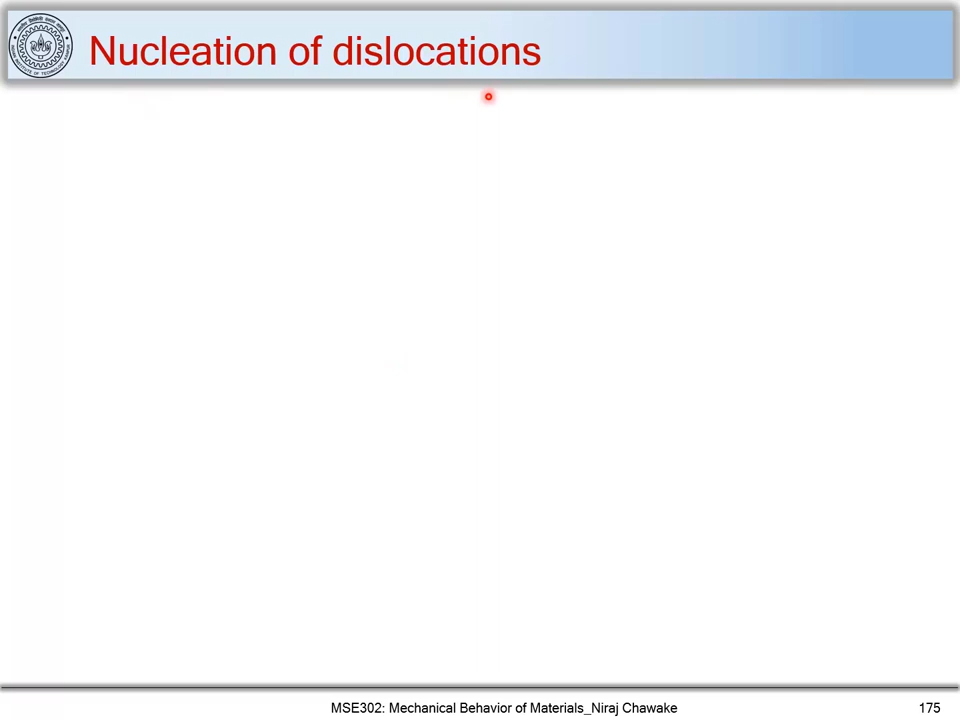 Nucleation of dislocations
MSE302: Mechanical Behavior of Materials_Niraj Chawake
175